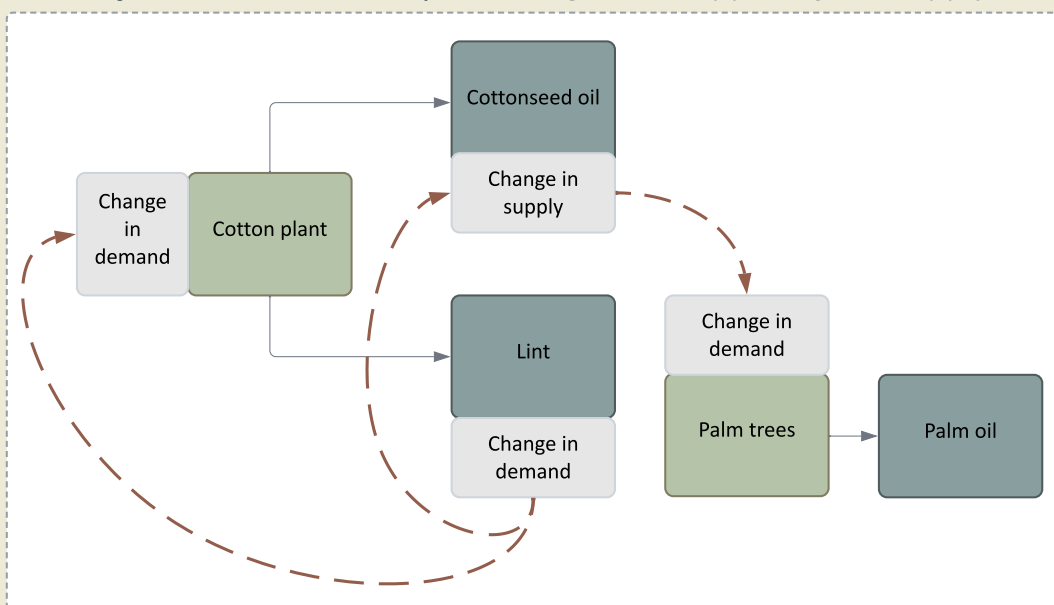 Cottonseed oil
Change in
supply
Change
in
demand
Cotton plant
Lint
Change in
demand
Change in
demand
Palm trees
Palm oil